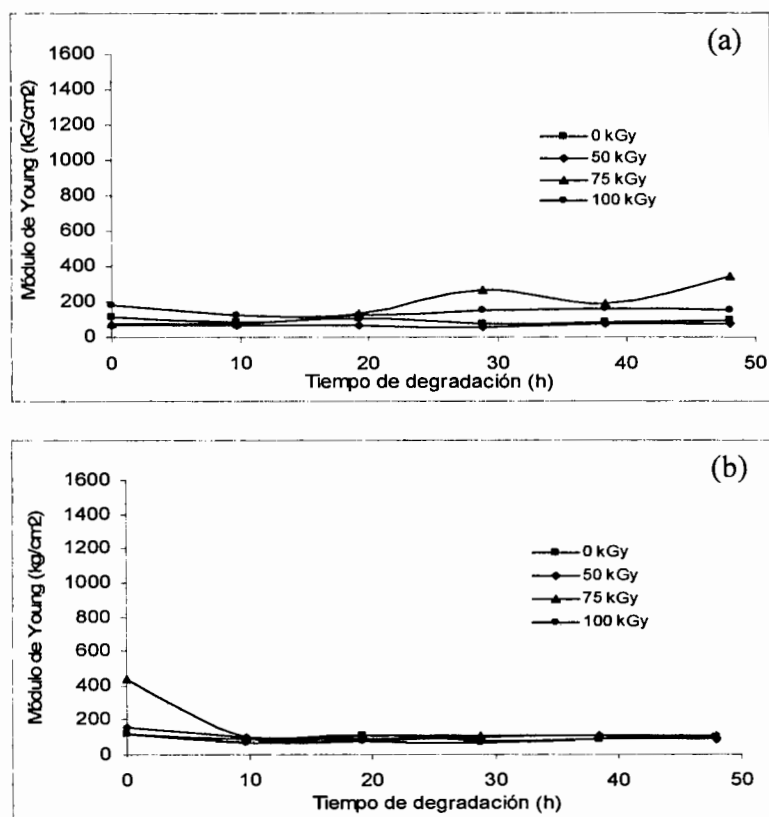 (a)
Módulo de Young (kG/cm2)
1600
1400
1200
1000
800
600
400
200
0
0 kGy
50 kGy
75 kGy
100 kGy
0 10 20 30 40 50
Tiempo de degradación (h)
(b)
Módulo de Young (kg/cm2)
1600
1400
1200
1000
800
600
400
200
0
0 kGy
50 kGy
75 kGy
100 kGy
0 10 20 30 40 50
Tiempo de degradación (h)